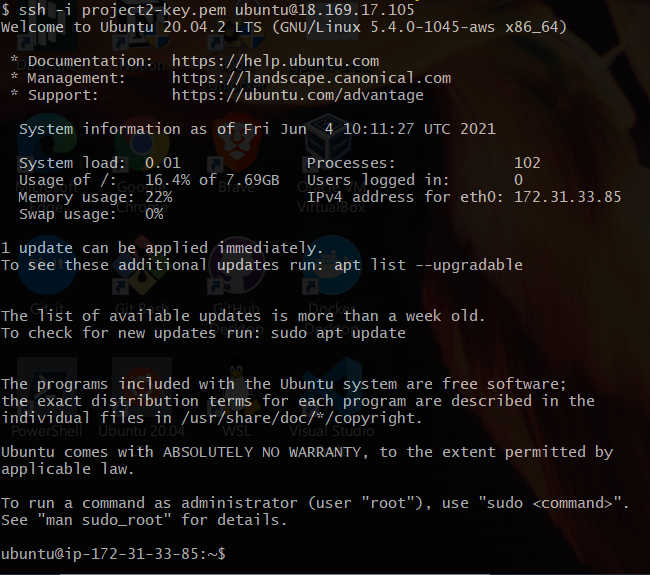 $ ssh -i project2-key.pem ubuntu@18.169.17.105
Welcome to Ubuntu 20.04.2 LTS (GNU/Linux 5.4.0-1045-aws x86_64)
* Documentation:  https://help.ubuntu.com
* Management:     https://landscape.canonical.com
* Support:        https://ubuntu.com/advantage
System information as of Fri Jun  4 10:11:27 UTC 2021
System load:  0.01              Processes:             102
Usage of /:   16.4% of 7.69GB   Users logged in:       0
Memory usage: 22%               IPv4 address for eth0: 172.31.33.85
Swap usage:   0%
1 update can be applied immediately.
To see these additional updates run: apt list --upgradable
The list of available updates is more than a week old.
To check for new updates run: sudo apt update
The programs included with the Ubuntu system are free software;
the exact distribution terms for each program are described in the
individual files in /usr/share/doc/*/copyright.
PowerShell Ubuntu 20.04 WSL Visual Studio
Ubuntu comes with ABSOLUTELY NO WARRANTY, to the extent permitted by
applicable law.
To run a command as administrator (user "root"), use "sudo <command>".
See "man sudo_root" for details.
ubuntu@ip-172-31-33-85:~$